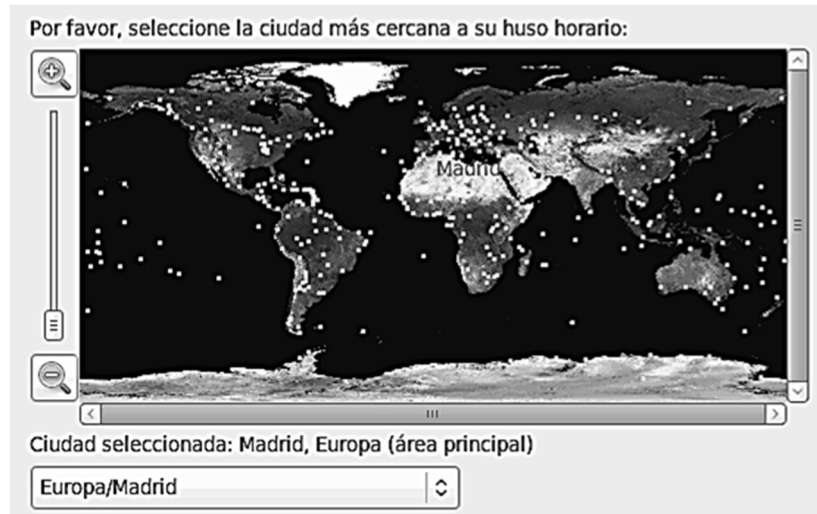 Por favor, seleccione la ciudad más cercana a su huso horario:
Madrid
Ciudad seleccionada: Madrid, Europa (área principal)
Europa/Madrid